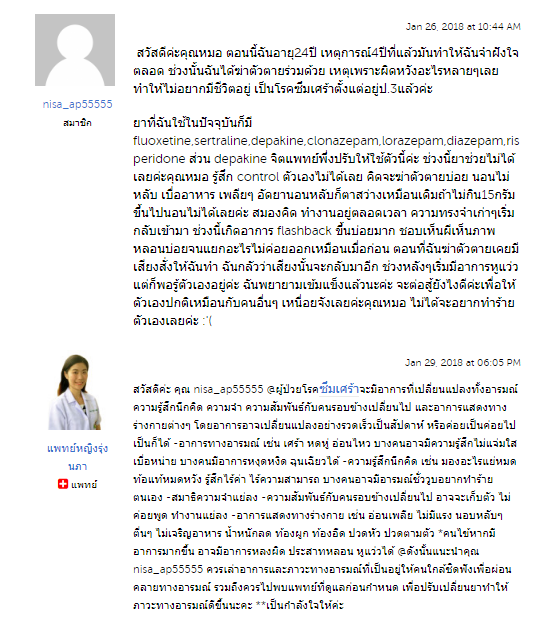 Jan 26, 2018 at 10:44 AM
nisa_ap55555
สมาชิก
สวัสดีค่ะคุณหมอ ตอนนี้ฉันอายุ24ปี เหตุการณ์4ปีที่แล้วมันทำให้ฉันจำฝังใจ
ตลอด ช่วงนั้นฉันได้ฆ่าตัวตายร่วมด้วย เหตุเพราะผิดหวังอะไรหลายๆเลย
ทำให้ไม่อยากมีชีวิตอยู่ เป็นโรคซึมเศร้าตั้งแต่อยู่ป.3แล้วค่ะ
ยาที่ฉันใช้ในปัจจุบันก็มี
fluoxetine,sertraline,depakine,clonazepam,lorazepam,diazepam,ris
peridone ส่วน depakine จิตแพทย์พึ่งปรับให้ใช้ตัวนี้ค่ะ ช่วงนี้ยาช่วยไม่ได้
เลยค่ะคุณหมอ รู้สึก control ตัวเองไม่ได้เลย คิดจะฆ่าตัวตายบ่อย นอนไม่
หลับ เบื่ออาหาร เพลียๆ อัดยานอนหลับก็ตาสว่างเหมือนเดิมถ้าไม่กิน15กรัม
ขึ้นไปนอนไม่ได้เลยค่ะ สมองคิด ทำงานอยู่ตลอดเวลา ความทรงจำเก่าๆเริ่ม
กลับเข้ามา ช่วงนี้เกิดอาการ flashback ขึ้นบ่อยมาก ชอบเห็นผีเห็นภาพ
หลอนบ่อยจนแยกอะไรไม่ค่อยออกเหมือนเมื่อก่อน ตอนที่ฉันฆ่าตัวตายเคยมี
เสียงสั่งให้ฉันทำ ฉันกลัวว่าเสียงนั้นจะกลับมาอีก ช่วงหลังๆเริ่มมีอาการหูแว่ว
แต่ก็พอรู้ตัวเองอยู่ค่ะ ฉันพยายามเข้มแข็งแล้วนะค่ะ จะต่อสู้ยังไงดีค่ะเพื่อให้
ตัวเองปกติเหมือนกับคนอื่นๆ เหนื่อยจังเลยค่ะคุณหมอ ไม่ได้จะอยากทำร้าย
ตัวเองเลยค่ะ :'(
Jan 29, 2018 at 06:05 PM
แพทย์หญิงรุ่ง
นภา
แพทย์
สวัสดีค่ะ คุณ nisa_ap55555 @ผู้ป่วยโรคซึมเศร้าจะมีอาการที่เปลี่ยนแปลงทั้งอารมณ์
ความรู้สึกนึกคิด ความจำ ความสัมพันธ์กับคนรอบข้างเปลี่ยนไป และอาการแสดงทาง
ร่างกายต่างๆ โดยอาการอาจเปลี่ยนแปลงอย่างรวดเร็วเป็นสัปดาห์ หรือค่อยเป็นค่อยไป
เป็นก็ได้ -อาการทางอารมณ์ เช่น เศร้า หดหู่ อ่อนไหว บางคนอาจมีความรู้สึกไม่แจ่มใส
เบื่อหน่าย บางคนมีอาการหงุดหงิด ฉุนเฉียวได้ -ความรู้สึกนึกคิด เช่น มองอะไรแย่หมด
ท้อแท้หมดหวัง รู้สึกไร้ค่า ไร้ความสามารถ บางคนอาจมีอารมณ์ชั่ววูบอยากทำร้าย
ตนเอง -สมาธิความจำแย่ลง -ความสัมพันธ์กับคนรอบข้างเปลี่ยนไป อาจจะเก็บตัว ไม่
ค่อยพูด ทำงานแย่ลง -อาการแสดงทางร่างกาย เช่น อ่อนเพลีย ไม่มีแรง นอนหลับๆ
ตื่นๆ ไม่เจริญอาหาร น้ำหนักลด ท้องผูก ท้องอืด ปวดหัว ปวดตามตัว *คนไข้หากมี
อาการมากขึ้น อาจมีอาการหลงผิด ประสาทหลอน หูแว่วได้ @ดังนั้นแนะนำคุณ
nisa_ap55555 ควรเล่าอาการและภาวะทางอารมณ์ที่เป็นอยู่ให้คนใกล้ชิดฟังเพื่อผ่อน
คลายทางอารมณ์ รวมถึงควรไปพบแพทย์ที่ดูแลก่อนกำหนด เพื่อปรับเปลี่ยนยาทำให้
ภาวะทางอารมณ์ดีขึ้นนะคะ **เป็นกำลังใจให้ค่ะ